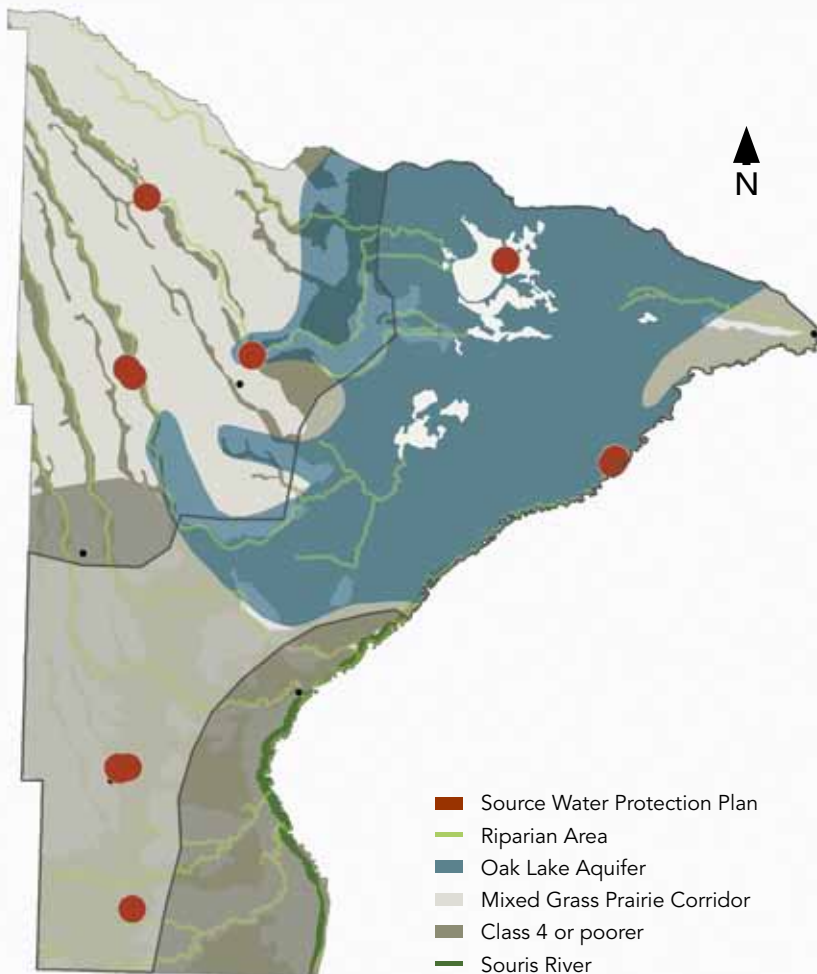 N
Source Water Protection Plan
Riparian Area
Oak Lake Aquifer
Mixed Grass Prairie Corridor
Class 4 or poorer
Souris River